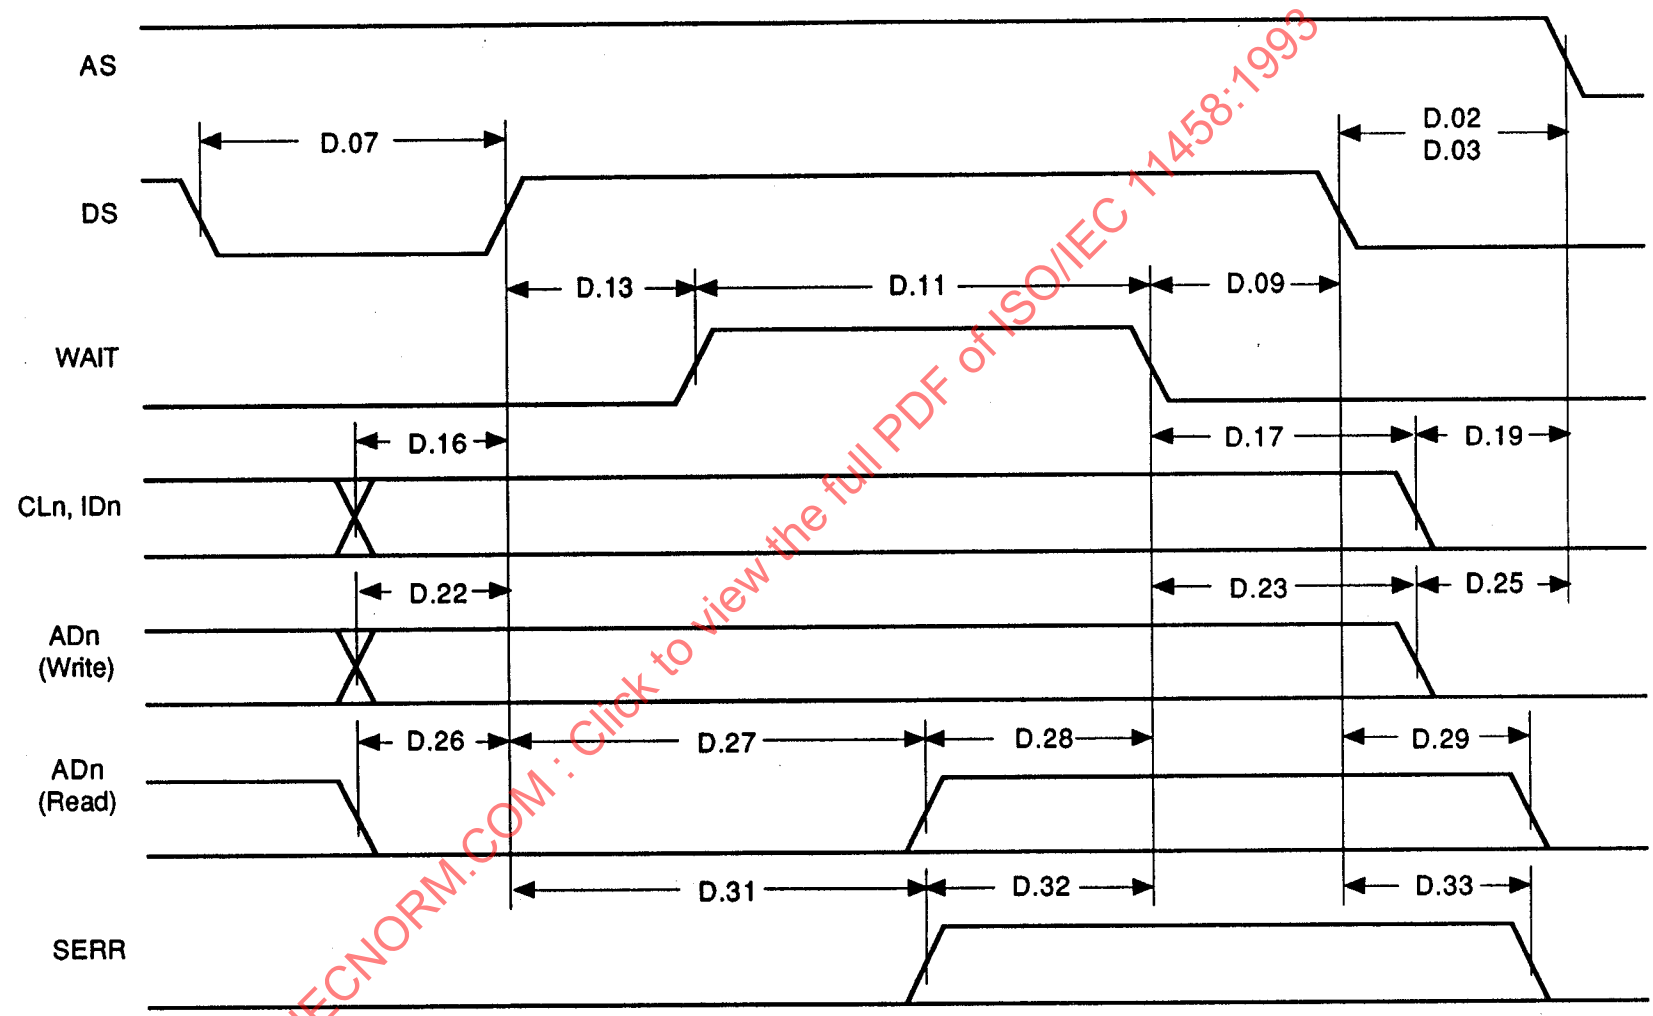 AS
D.02
D.03
D.07
DS
D.13
D.11
D.09
WAIT
D.16
D.17
D.19
CLn, IDn
D.22
D.23
D.25
ADn
(Write)
D.26
D.27
D.28
D.29
ADn
(Read)
D.31
D.32
D.33
SERR
IECNORM.COM : Click to view the full PDF of ISO/IEC 11458:1993